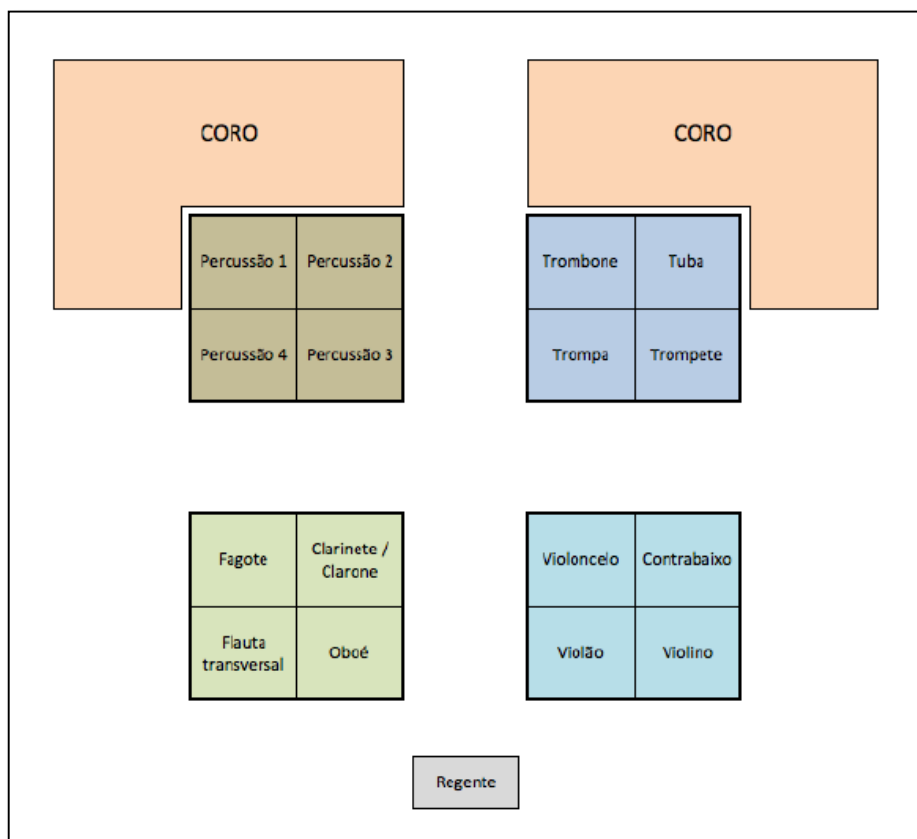 CORO
CORO
Percussão 1
Percussão 2
Percussão 4
Percussão 3
Trombone
Tuba
Trompa
Trompete
Fagote
Clarinete /
Clarone
Flauta
transversal
Oboé
Violoncelo
Contrabaixo
Violão
Violino
Regente